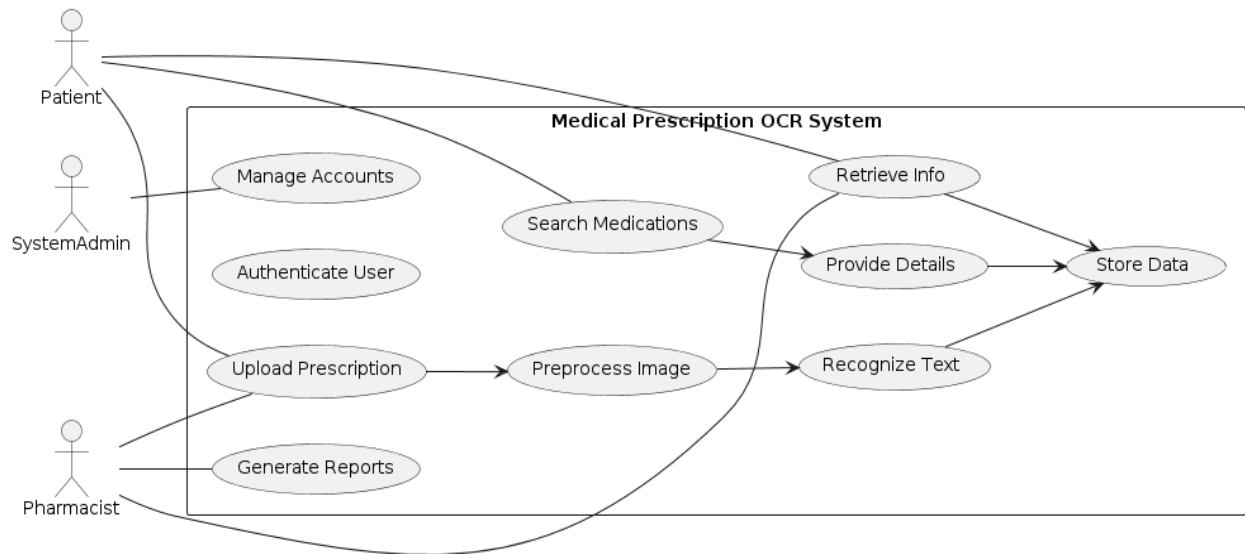 Patient
Medical Prescription OCR System
Manage Accounts
Retrieve Info
SystemAdmin
Search Medications
Authenticate User
Provide Details
Store Data
Upload Prescription
Preprocess Image
Recognize Text
Generate Reports
Pharmacist